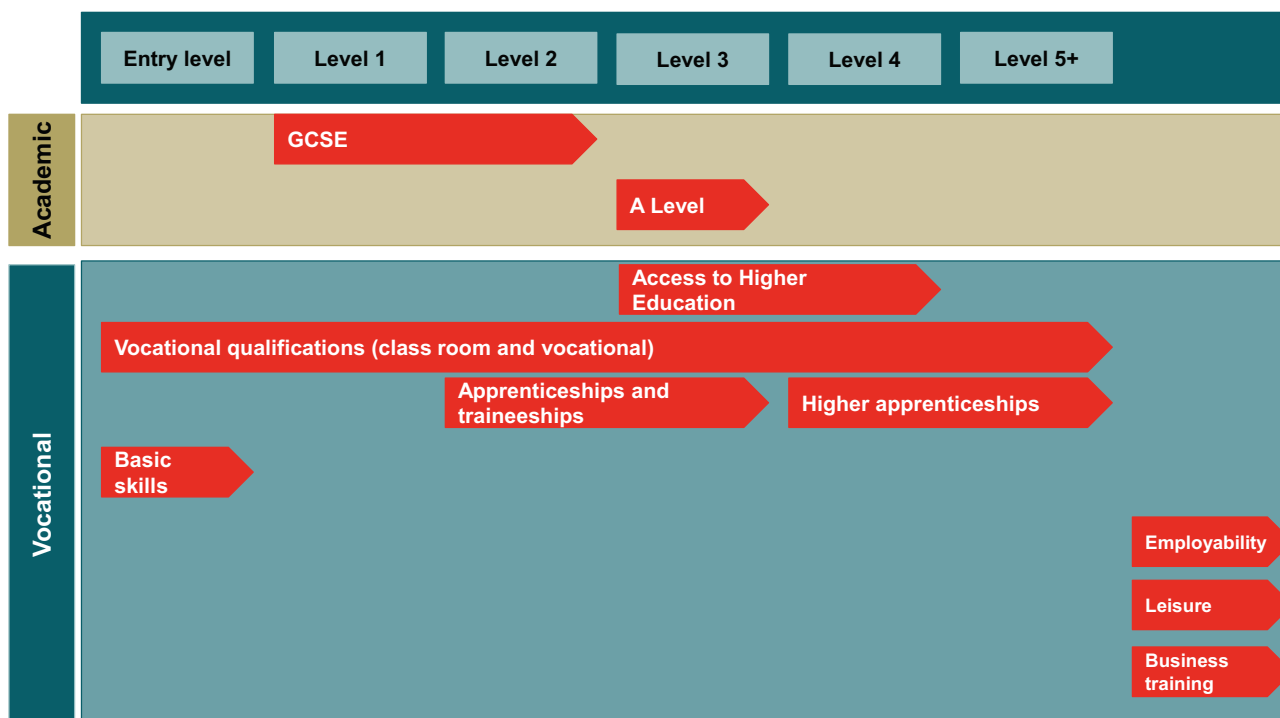 Entry level
Level 1
Level 2
Level 3
Level 4
Level 5+
Academic
GCSE
A Level
Vocational
Access to Higher
Education
Vocational qualifications (class room and vocational)
Apprenticeships and
traineeships
Higher apprenticeships
Basic
skills
Employability
Leisure
Business
training